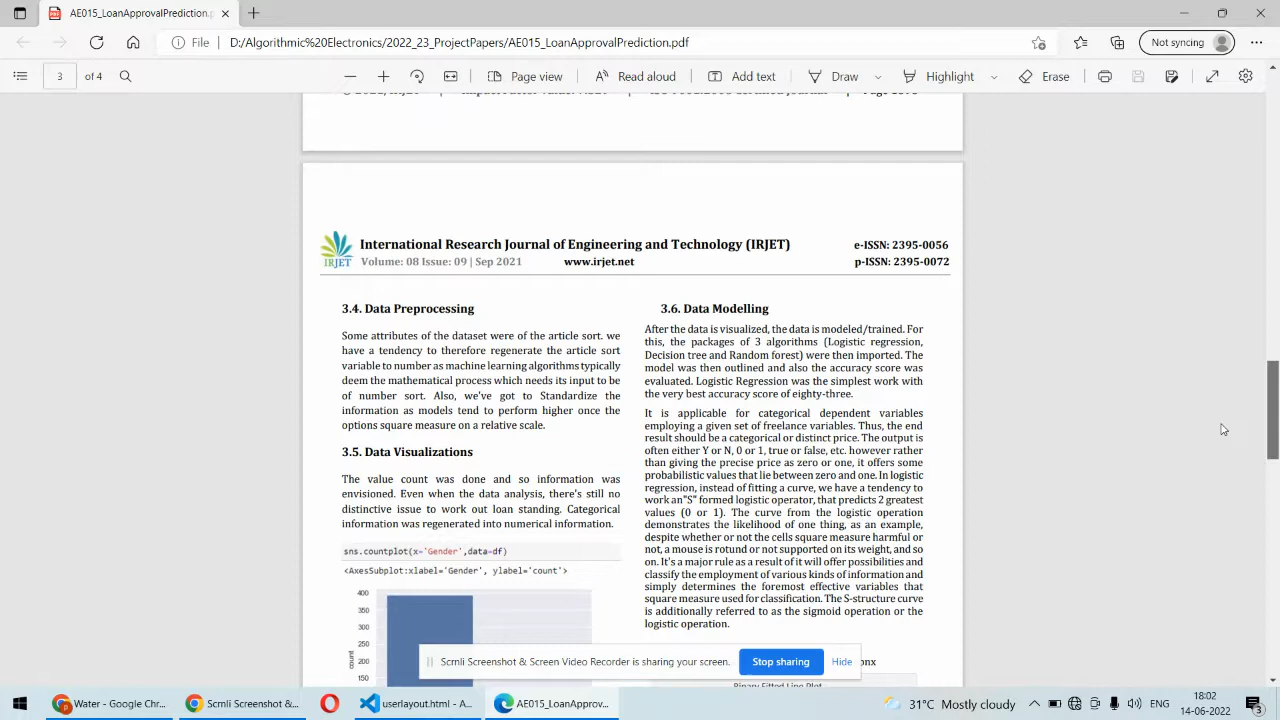 AE015_LoanApprovalPrediction.p
File
D:/Algorithmic%20Electronics/2022_23_ProjectPapers/AE015_LoanApprovalPrediction.pdf
Not syncing
3 of 4
Page view
Read aloud
Add text
Draw
Highlight
Erase
International Research Journal of Engineering and Technology (IRJET)
e-ISSN: 2395-0056
IRJET
Volume: 08 Issue: 09 | Sep 2021
www.irjet.net
p-ISSN: 2395-0072
3.4. Data Preprocessing
Some attributes of the dataset were of the article sort. we
have a tendency to therefore regenerate the article sort
variable to number as machine learning algorithms typically
deem the mathematical process which needs its input to be
of number sort. Also, we've got to Standardize the
information as models tend to perform higher once the
options square measure on a relative scale.
3.5. Data Visualizations
The value count was done and so information was
envisioned. Even when the data analysis, there's still no
distinctive issue to work out loan standing. Categorical
information was regenerated into numerical information.
sns.countplot(x='Gender',data=df)
<AxesSubplot:xlabel='Gender', ylabel='count'>
400
350
300
250
200
150
count
3.6. Data Modelling
After the data is visualized, the data is modeled/trained. For
this, the packages of 3 algorithms (Logistic regression,
Decision tree and Random forest) were then imported. The
model was then outlined and also the accuracy score was
evaluated. Logistic Regression was the simplest work with
the very best accuracy score of eighty-three.
It is applicable for categorical dependent variables
employing a given set of freelance variables. Thus, the end
result should be a categorical or distinct price. The output is
often either Y or N, 0 or 1, true or false, etc. however rather
than giving the precise price as zero or one, it offers some
probabilistic values that lie between zero and one. In logistic
regression, instead of fitting a curve, we have a tendency to
work an"S" formed logistic operator, that predicts 2 greatest
values (0 or 1). The curve from the logistic operation
demonstrates the likelihood of one thing, as an example,
despite whether or not the cells square measure harmful or
not, a mouse is rotund or not supported on its weight, and so
on. It's a major rule as a result of it will offer possibilities and
classify the employment of various kinds of information and
simply determines the foremost effective variables that
square measure used for classification. The S-structure curve
is additionally referred to as the sigmoid operation or the
logistic operation.
onx
Scrnli Screenshot & Screen Video Recorder is sharing your screen.
Stop sharing
Hide
Water - Google Chr...
Scrnli Screenshot &...
userlayout.html - A...
AE015_LoanApprov...
31°C Mostly cloudy
ENG
18:02
14-06-2022
3